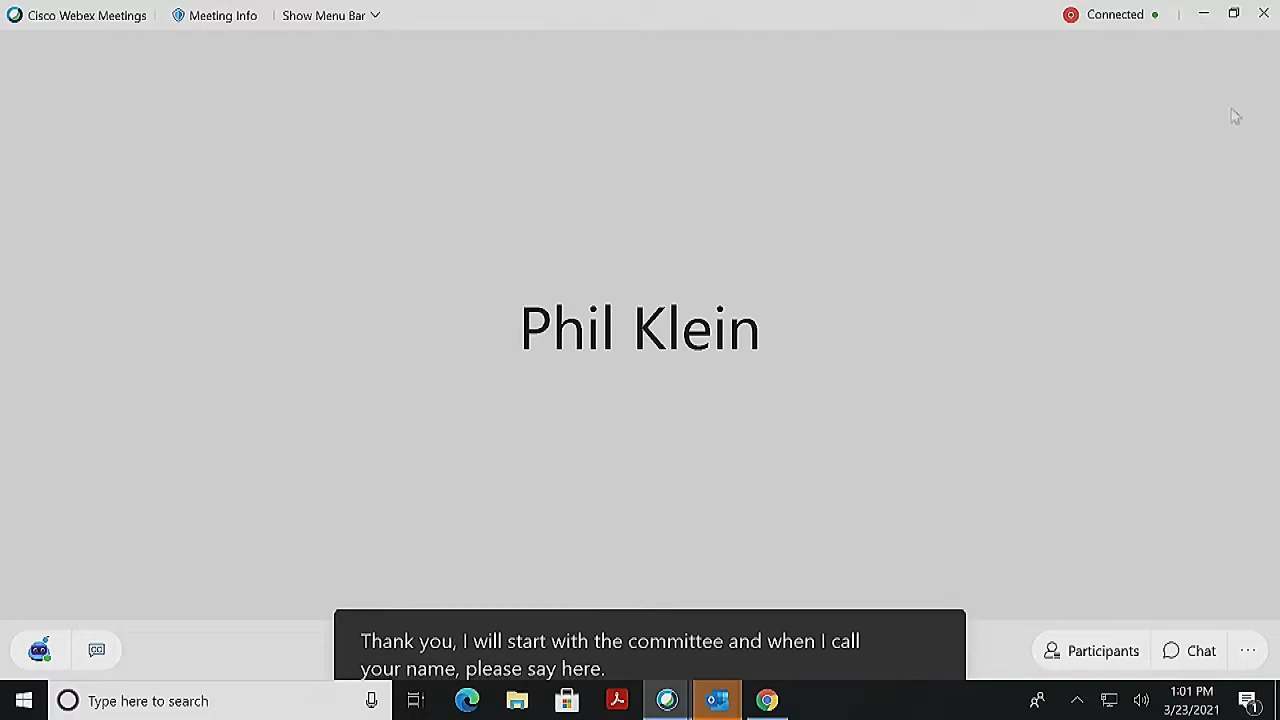 Cisco Webex Meetings Meeting Info Show Menu Bar Connected
Phil Klein
Thank you, I will start with the committee and when I call
your name, please say here.
CC
Participants Chat
Type here to search
1:01 PM
3/23/2021
1